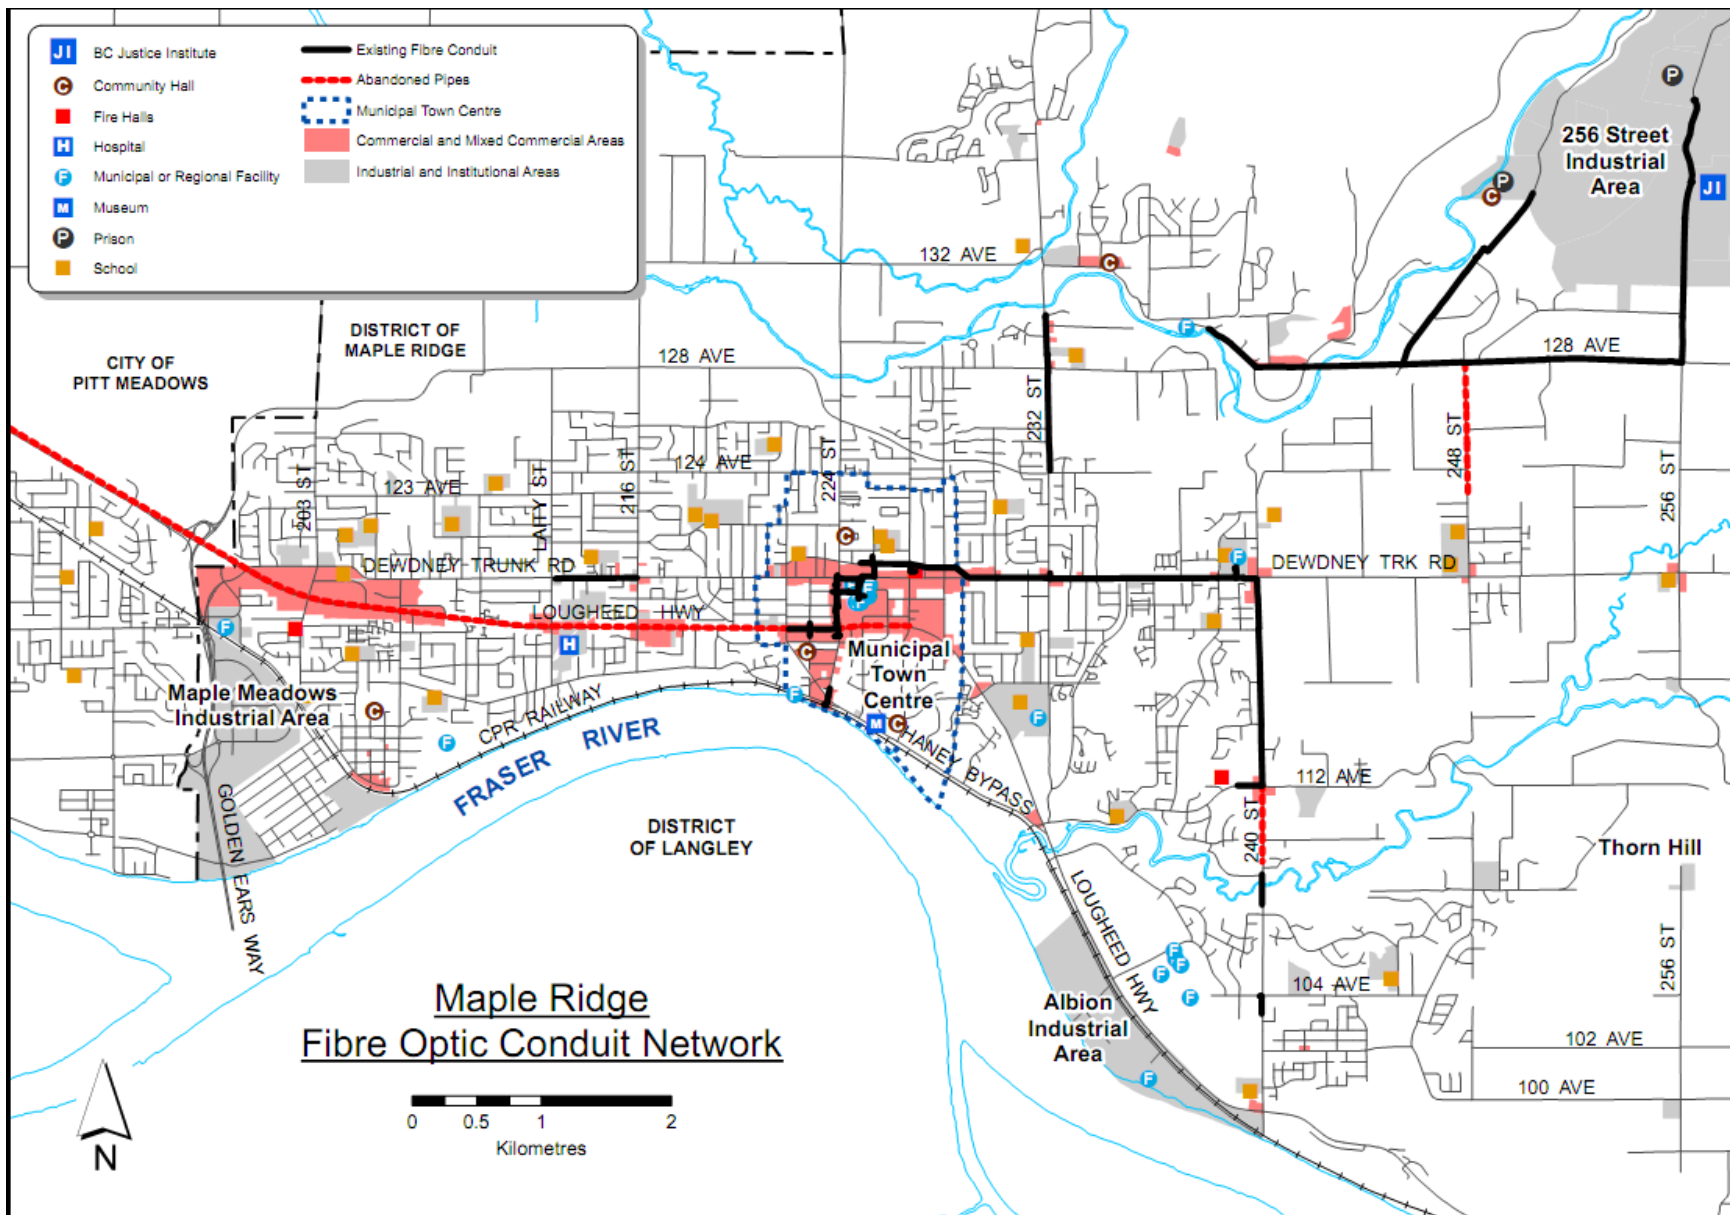 JI BC Justice Institute
C Community Hall
Fire Halls
H Hospital
F Municipal or Regional Facility
M Museum
P Prison
School
Existing Fibre Conduit
Abandoned Pipes
Municipal Town Centre
Commercial and Mixed Commercial Areas
Industrial and Institutional Areas
P
256 Street
Industrial
Area
JI
P
C
132 AVE
C
F
DISTRICT OF
MAPLE RIDGE
CITY OF
PITT MEADOWS
128 AVE
128 AVE
232 ST
248 ST
256 ST
203 ST
LAITY ST
216 ST
224 ST
124 AVE
123 AVE
C
DEWDNEY TRUNK RD
F
DEWDNEY TRK RD
LOUGHEED HWY
F
F
F
H
C
Municipal
Town
Centre
Maple Meadows
Industrial Area
C
F
F
M
C
F
CPR RAILWAY
FRASER RIVER
HANEY BYPASS
112 AVE
GOLDEN EARS WAY
DISTRICT
OF LANGLEY
240 ST
Thorn Hill
LOUGHEED HWY
256 ST
F
F
F
F
104 AVE
Albion
Industrial
Area
102 AVE
F
100 AVE
Maple Ridge
Fibre Optic Conduit Network
0 0.5 1 2
Kilometres
N